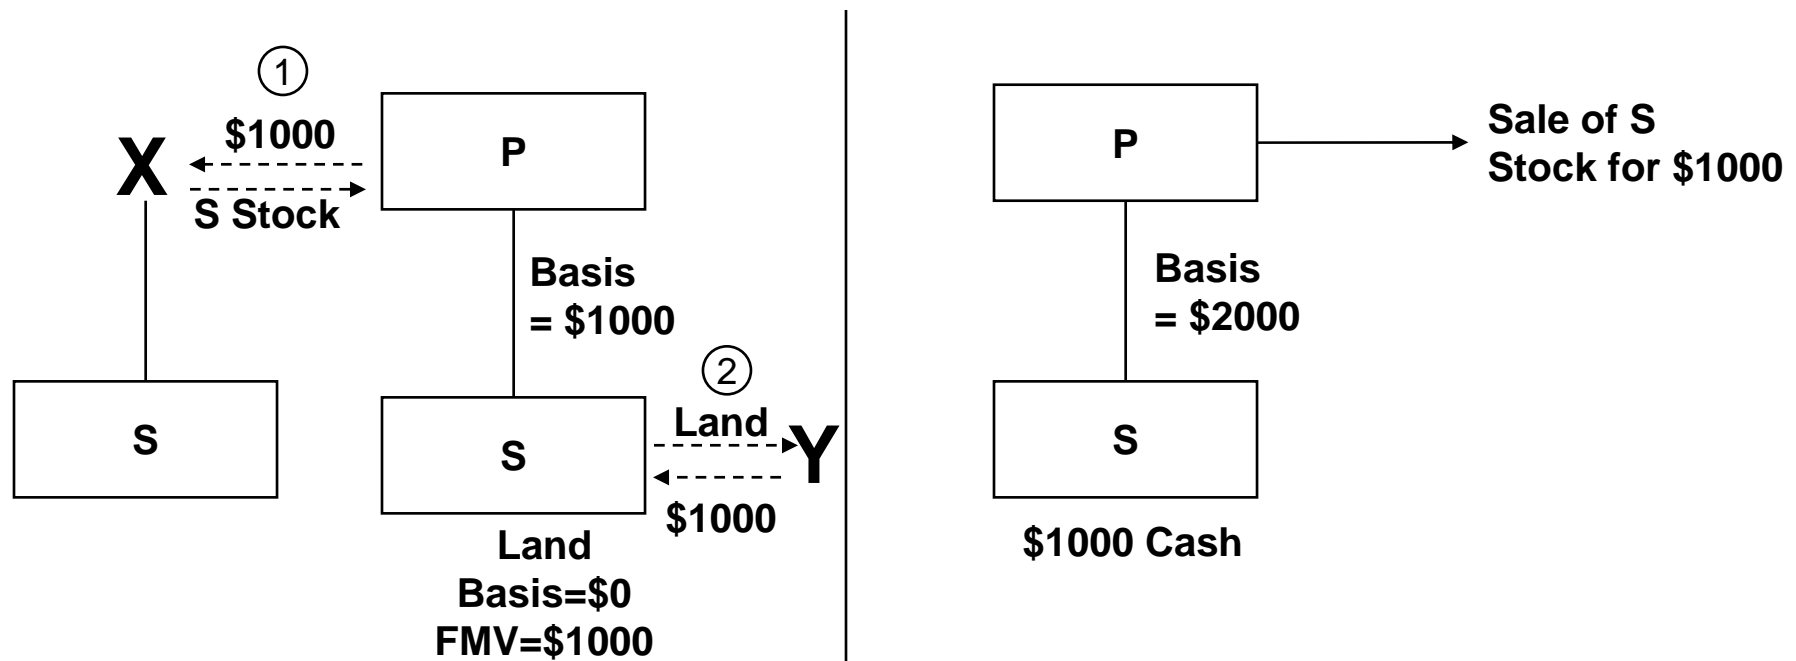 ①
$1000
X
S Stock
P
Basis
= $1000
S
S
②
Land
Y
$1000
Land
Basis=$0
FMV=$1000
P
Sale of S
Stock for $1000
Basis
= $2000
S
$1000 Cash